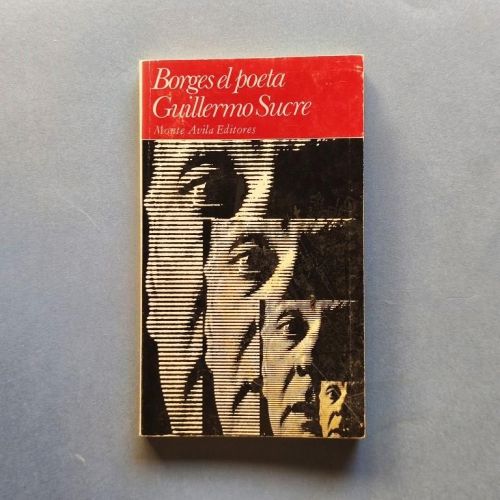 Borges el poeta
Guillermo Sucre
Monte Avila Editores